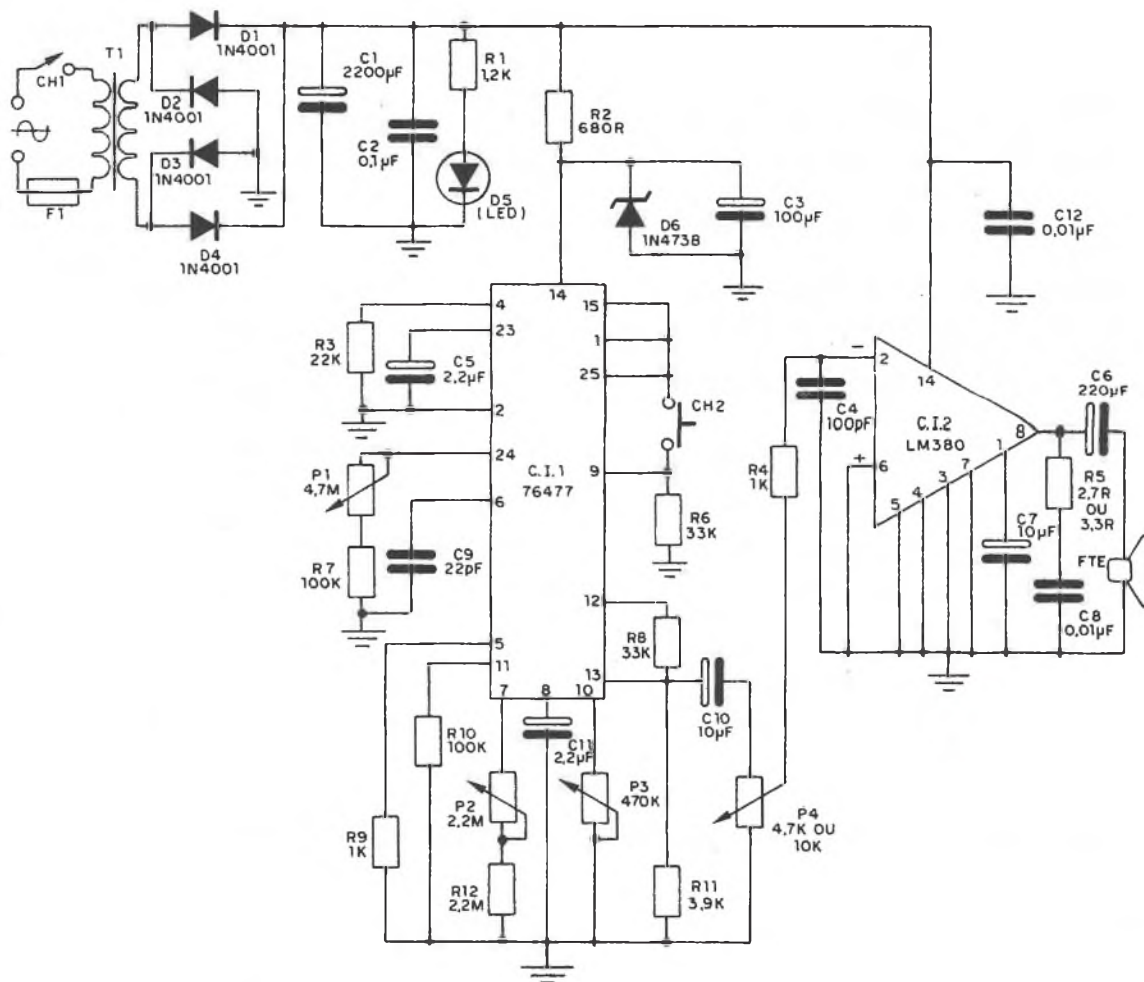 D1
1N4001
T1
CH1
D2
1N4001
D3
1N4001
F1
D4
1N4001
C1
2200µF
C2
0,1µF
R1
1,2K
D5
(LED)
R2
680R
D6
1N4738
C3
100µF
C12
0,01µF
14
4
23
2
24
6
5
11
7
8
10
15
1
25
9
12
13
C.I.1
76477
R3
22K
C5
2,2µF
P1
4,7M
R7
100K
C9
22pF
R9
1K
R10
100K
P2
2,2M
R12
2,2M
C11
2,2µF
P3
470K
CH2
R6
33K
R8
33K
C10
10µF
R11
3,9K
P4
4,7K OU
10K
R4
1K
C4
100pF
−
2
14
C.I.2
LM380
8
+
6
5
4
3
7
1
C6
220µF
R5
2,7R
OU
3,3R
C7
10µF
FTE
C8
0,01µF